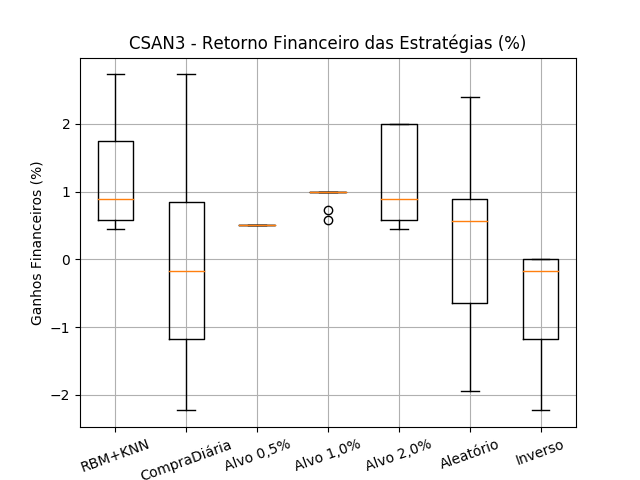 CSAN3 - Retorno Financeiro das Estratégias (%)
Ganhos Financeiros (%)
2
1
0
−1
−2
RBM+KNN
CompraDiária
Alvo 0,5%
Alvo 1,0%
Alvo 2,0%
Aleatório
Inverso